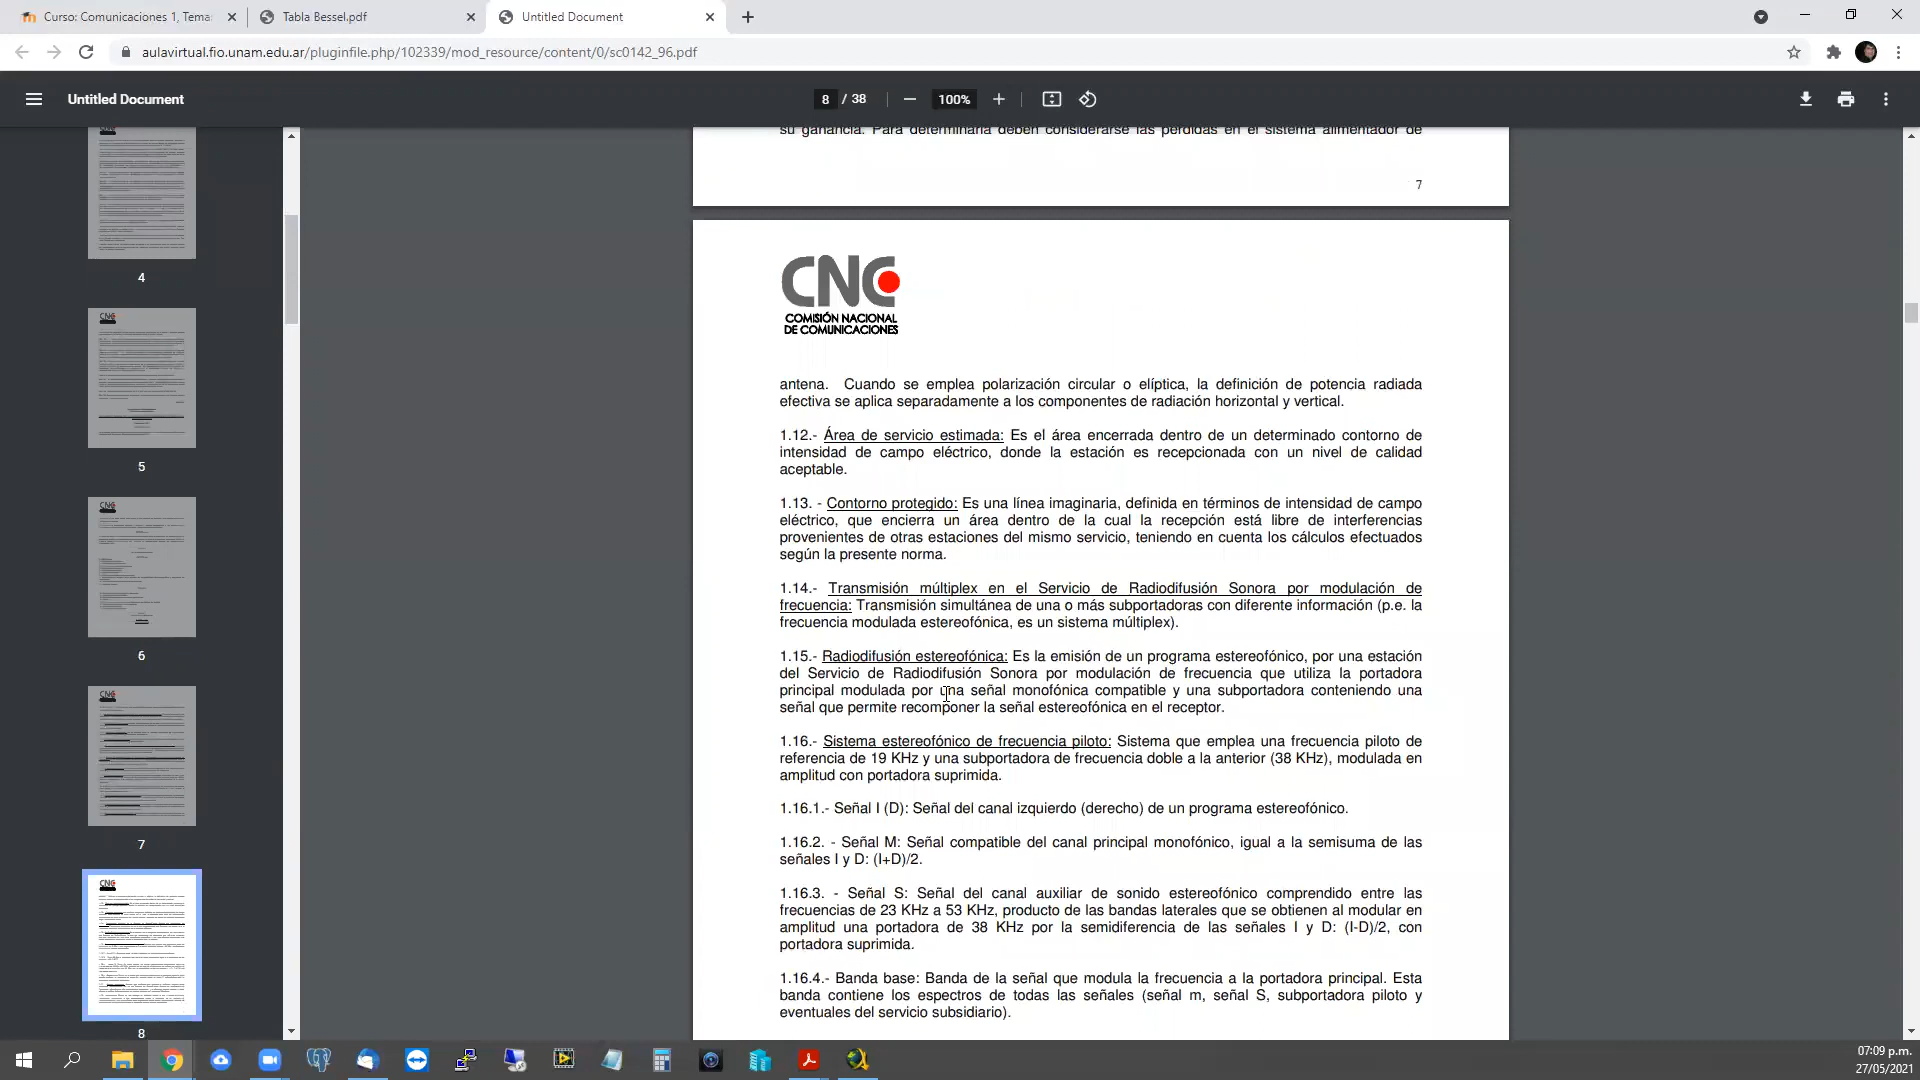 Curso: Comunicaciones 1, Tema:
Tabla Bessel.pdf
Untitled Document
aulavirtual.fio.unam.edu.ar/pluginfile.php/102339/mod_resource/content/0/sc0142_96.pdf
Untitled Document
8 / 38
100%
4
5
6
7
8
su ganancia. Para determinarla deben considerarse las pérdidas en el sistema alimentador de
7
CNC
COMISIÓN NACIONAL
DE COMUNICACIONES
antena. Cuando se emplea polarización circular o elíptica, la definición de potencia radiada
efectiva se aplica separadamente a los componentes de radiación horizontal y vertical.
1.12.- Área de servicio estimada: Es el área encerrada dentro de un determinado contorno de
intensidad de campo eléctrico, donde la estación es recepcionada con un nivel de calidad
aceptable.
1.13. - Contorno protegido: Es una línea imaginaria, definida en términos de intensidad de campo
eléctrico, que encierra un área dentro de la cual la recepción está libre de interferencias
provenientes de otras estaciones del mismo servicio, teniendo en cuenta los cálculos efectuados
según la presente norma.
1.14.- Transmisión múltiplex en el Servicio de Radiodifusión Sonora por modulación de
frecuencia: Transmisión simultánea de una o más subportadoras con diferente información (p.e. la
frecuencia modulada estereofónica, es un sistema múltiplex).
1.15.- Radiodifusión estereofónica: Es la emisión de un programa estereofónico, por una estación
del Servicio de Radiodifusión Sonora por modulación de frecuencia que utiliza la portadora
principal modulada por una señal monofónica compatible y una subportadora conteniendo una
señal que permite recomponer la señal estereofónica en el receptor.
1.16.- Sistema estereofónico de frecuencia piloto: Sistema que emplea una frecuencia piloto de
referencia de 19 KHz y una subportadora de frecuencia doble a la anterior (38 KHz), modulada en
amplitud con portadora suprimida.
1.16.1.- Señal I (D): Señal del canal izquierdo (derecho) de un programa estereofónico.
1.16.2. - Señal M: Señal compatible del canal principal monofónico, igual a la semisuma de las
señales I y D: (I+D)/2.
1.16.3. - Señal S: Señal del canal auxiliar de sonido estereofónico comprendido entre las
frecuencias de 23 KHz a 53 KHz, producto de las bandas laterales que se obtienen al modular en
amplitud una portadora de 38 KHz por la semidiferencia de las señales I y D: (I-D)/2, con
portadora suprimida.
1.16.4.- Banda base: Banda de la señal que modula la frecuencia a la portadora principal. Esta
banda contiene los espectros de todas las señales (señal m, señal S, subportadora piloto y
eventuales del servicio subsidiario).
07:09 p.m.
27/05/2021